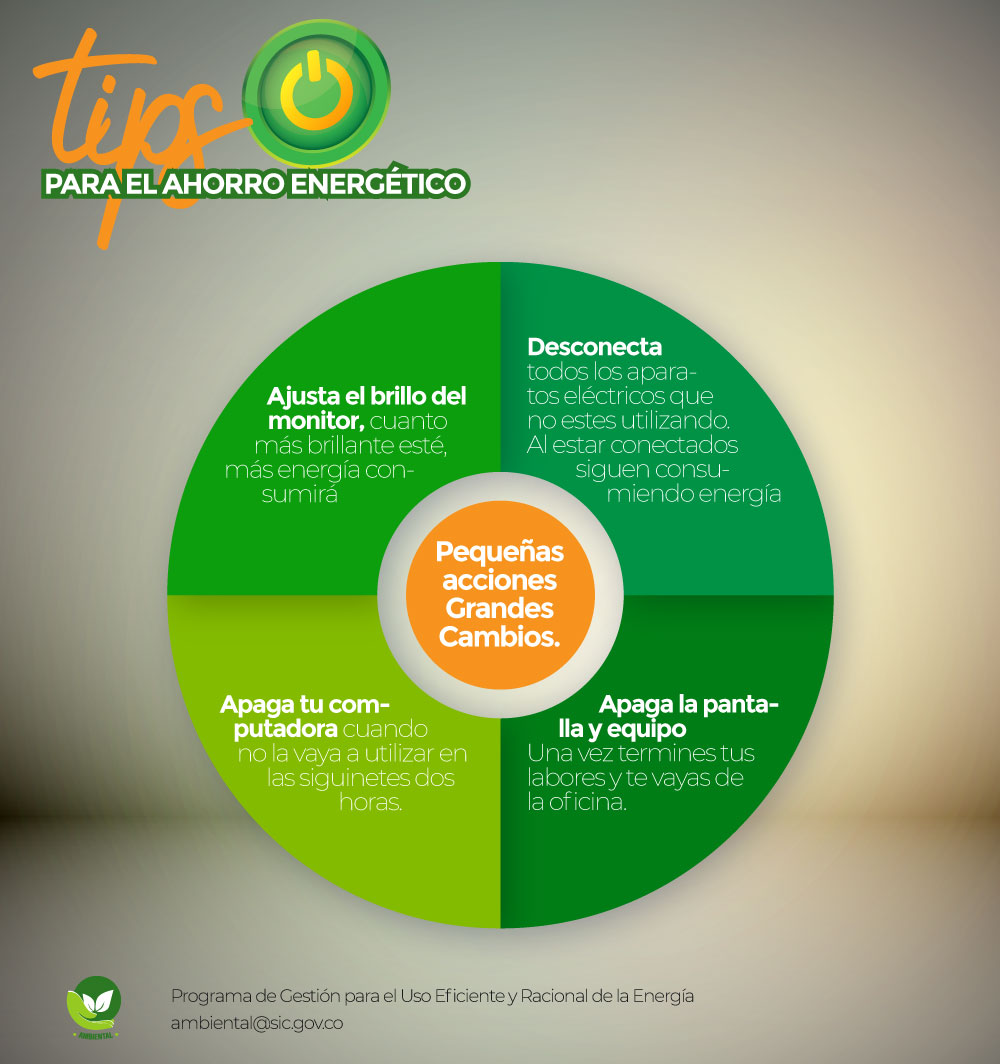 tips
PARA EL AHORRO ENERGÉTICO
Ajusta el brillo del
monitor, cuanto
más brillante esté,
más energía con-
sumirá
Desconecta
todos los apara-
tos eléctricos que
no estes utilizando.
Al estar conectados
siguen consu-
miendo energía
Pequeñas
acciones
Grandes
Cambios.
Apaga tu com-
putadora cuando
no la vaya a utilizar en
las siguinetes dos
horas.
Apaga la panta-
lla y equipo
Una vez termines tus
labores y te vayas de
la oficina.
Programa de Gestión para el Uso Eficiente y Racional de la Energía
ambiental@sic.gov.co
AMBIENTAL